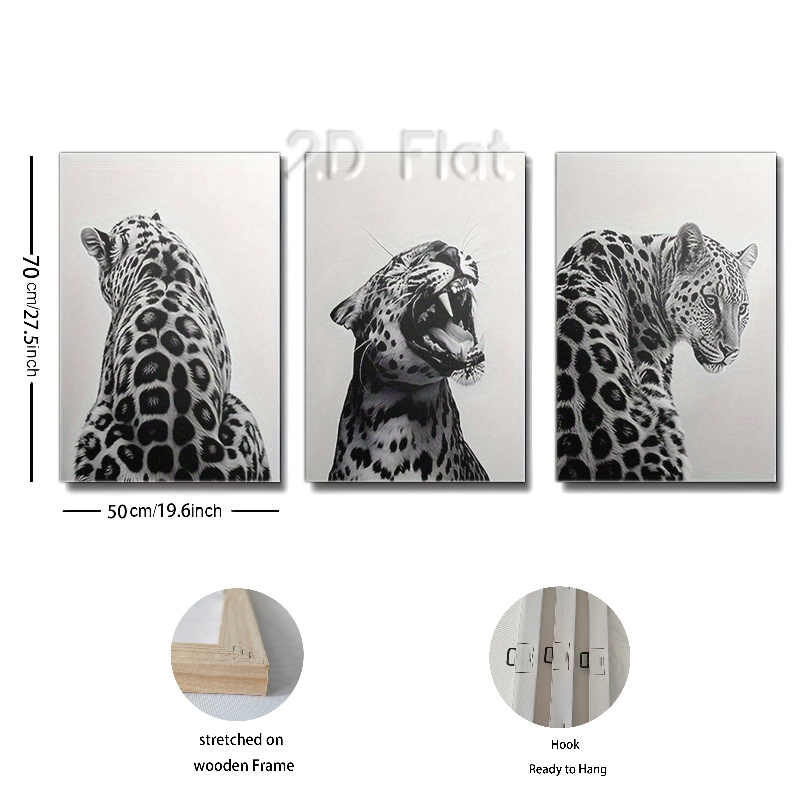 2D Flat
70 cm/27.5inch
50cm/19.6inch
stretched on
wooden Frame
Hook
Ready to Hang